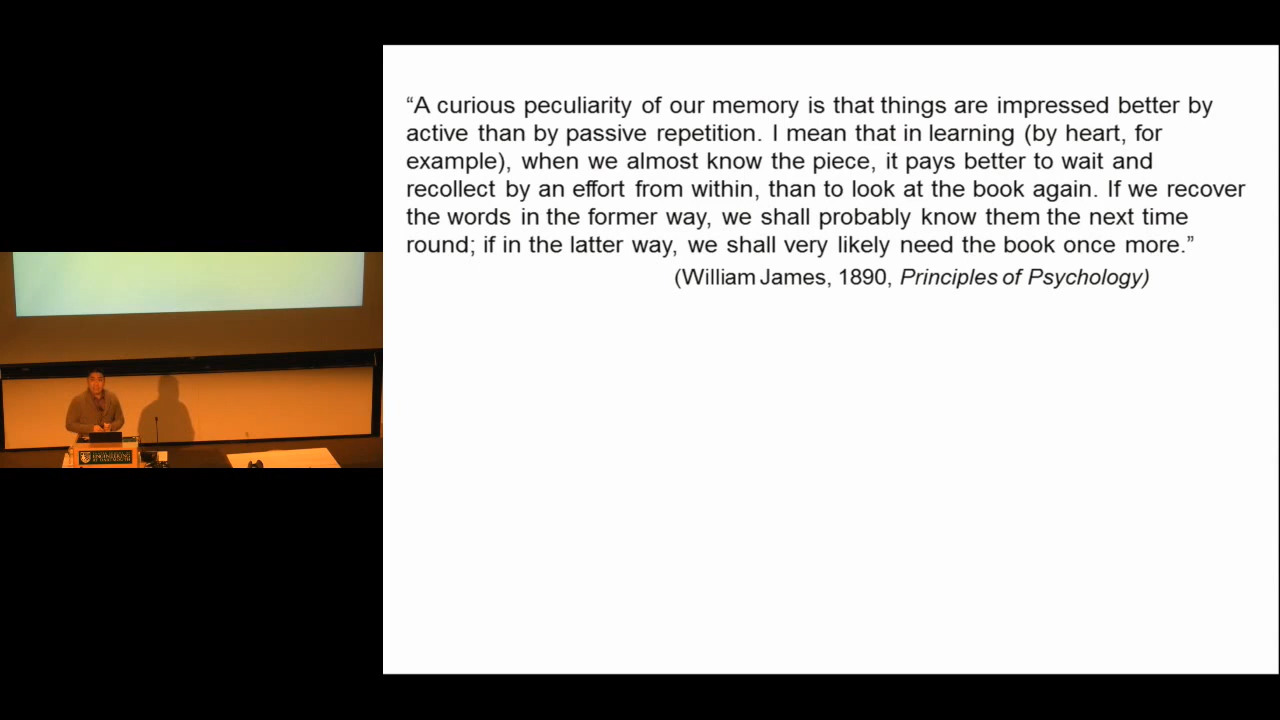 “A curious peculiarity of our memory is that things are impressed better by
active than by passive repetition. I mean that in learning (by heart, for
example), when we almost know the piece, it pays better to wait and
recollect by an effort from within, than to look at the book again. If we recover
the words in the former way, we shall probably know them the next time
round; if in the latter way, we shall very likely need the book once more.”
(William James, 1890, Principles of Psychology)
ENGINEERING
AT DARTMOUTH